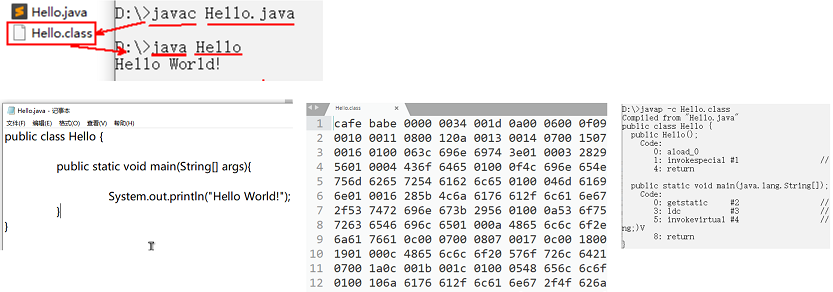 Hello.java
Hello.class
D:\>javac Hello.java
D:\>java Hello
Hello World!
Hello.java - 记事本
文件(F) 编辑(E) 格式(O) 查看(V) 帮助(H)
public class Hello {
public static void main(String[] args){
System.out.println("Hello World!");
}
}
Hello.class
1 cafe babe 0000 0034 001d 0a00 0600 0f09
2 0010 0011 0800 120a 0013 0014 0700 1507
3 0016 0100 063c 696e 6974 3e01 0003 2829
4 5601 0004 436f 6465 0100 0f4c 696e 654e
5 756d 6265 7254 6162 6c65 0100 046d 6169
6 6e01 0016 285b 4c6a 6176 612f 6c61 6e67
7 2f53 7472 696e 673b 2956 0100 0a53 6f75
8 7263 6546 696c 6501 000a 4865 6c6c 6f2e
9 6a61 7661 0c00 0700 0807 0017 0c00 1800
10 1901 000c 4865 6c6c 6f20 576f 726c 6421
11 0700 1a0c 001b 001c 0100 0548 656c 6c6f
12 0100 106a 6176 612f 6c61 6e67 2f4f 626a
D:\>javap -c Hello.class
Compiled from "Hello.java"
public class Hello {
public Hello();
Code:
0: aload_0
1: invokespecial #1 //
4: return
public static void main(java.lang.String[]);
Code:
0: getstatic #2 //
3: ldc #3 //
5: invokevirtual #4 //
ng;)V
8: return
}